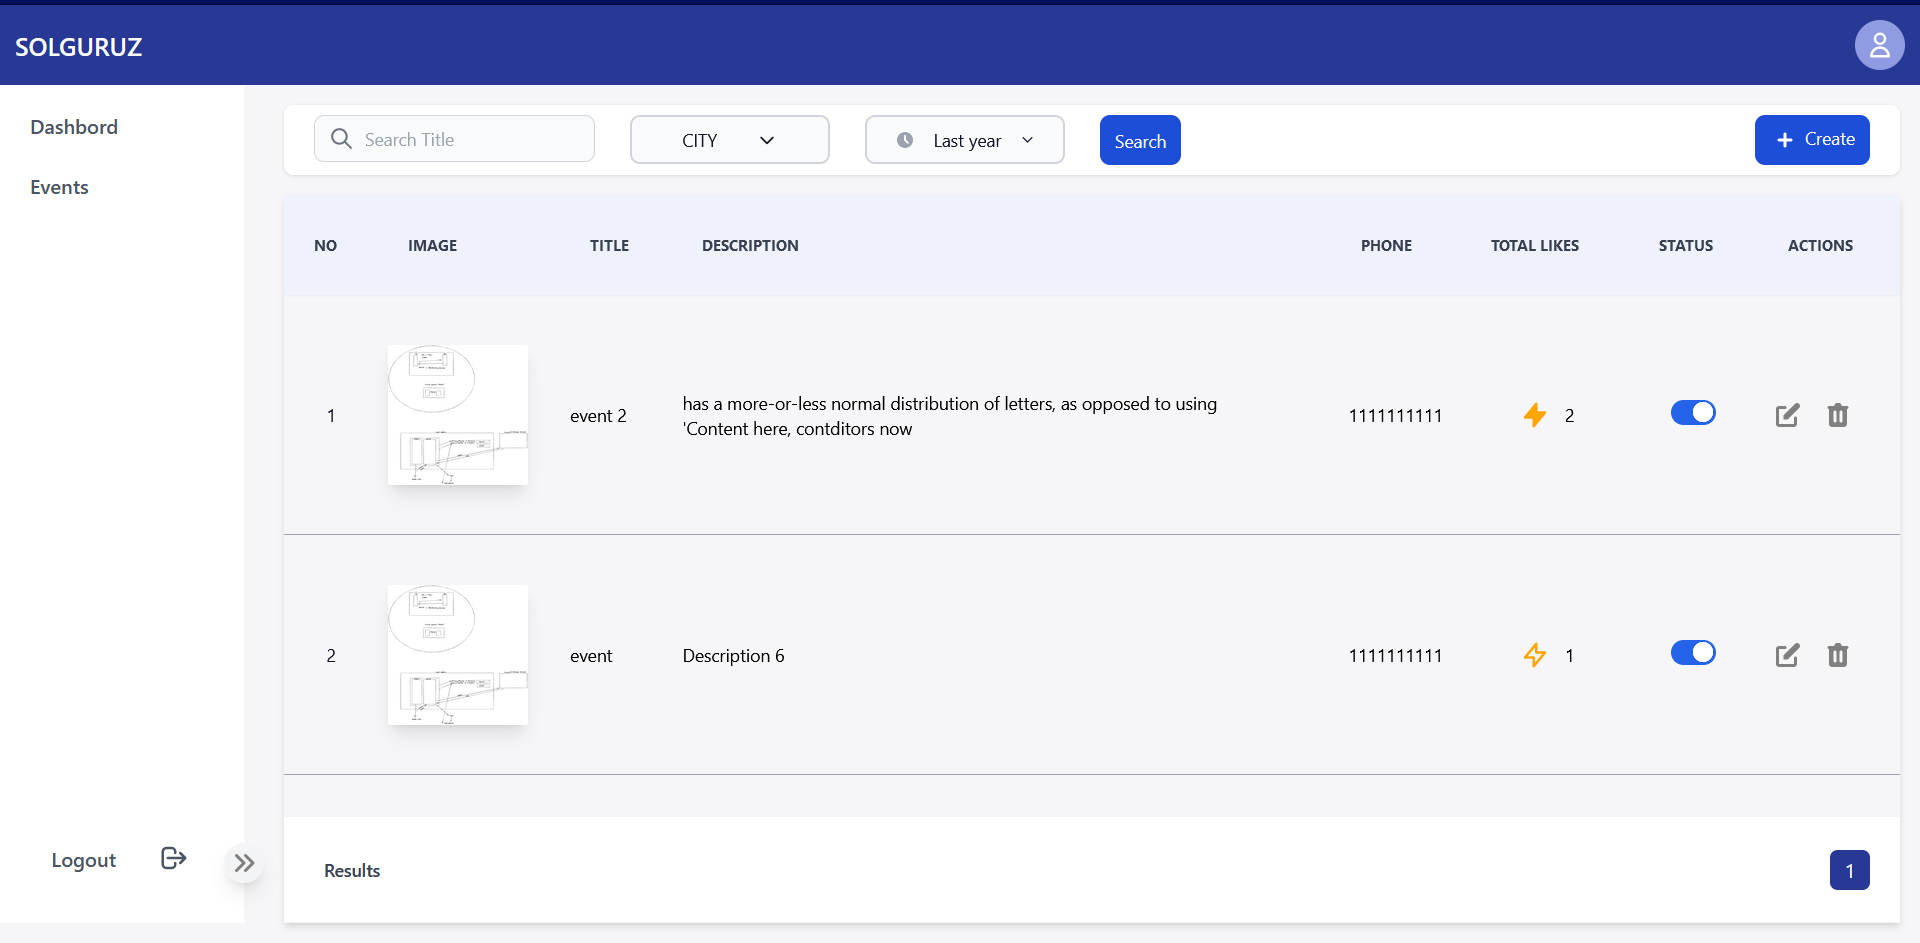 SOLGURUZ
Dashbord
Events
Search Title
CITY
Last year
Search
Create
NO IMAGE TITLE DESCRIPTION PHONE TOTAL LIKES STATUS ACTIONS
1 event 2 has a more-or-less normal distribution of letters, as opposed to using
'Content here, contditors now 1111111111 2
2 event Description 6 1111111111 1
Logout
Results
1